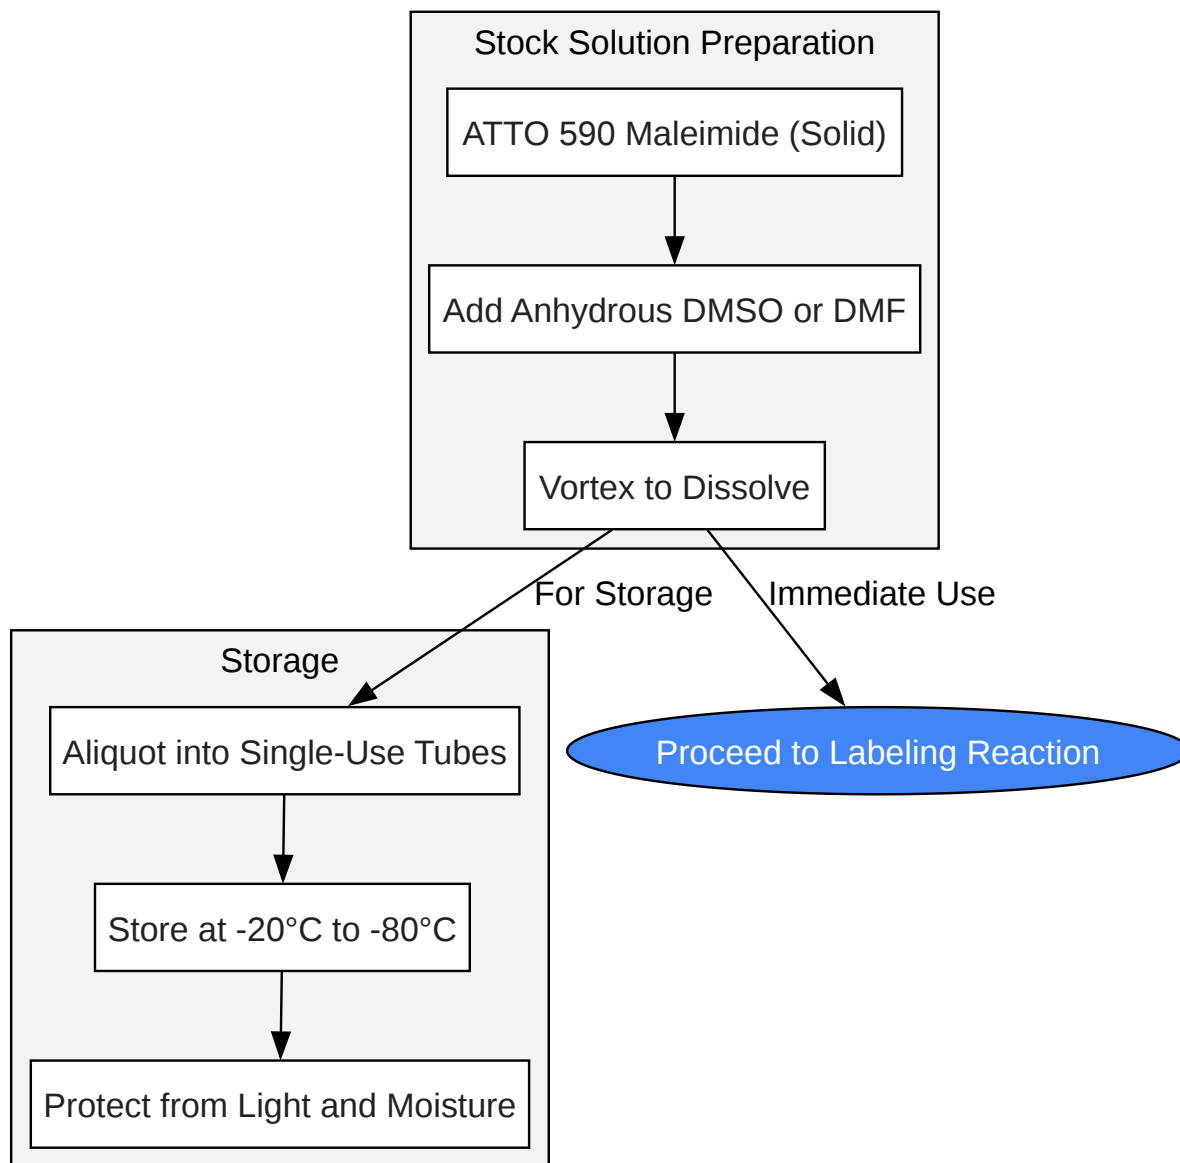 Stock Solution Preparation
ATTO 590 Maleimide (Solid)
Add Anhydrous DMSO or DMF
Vortex to Dissolve
For Storage
Immediate Use
Storage
Aliquot into Single-Use Tubes
Proceed to Labeling Reaction
Store at -20°C to -80°C
Protect from Light and Moisture